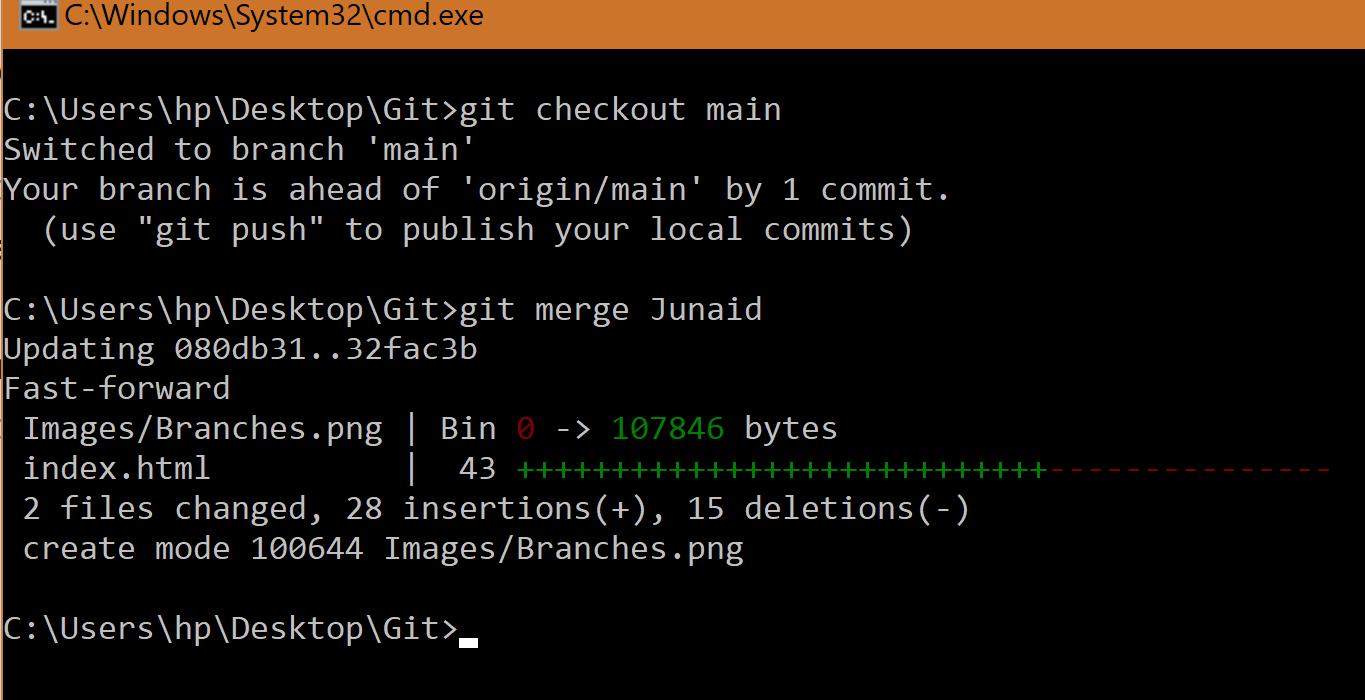 C:\Windows\System32\cmd.exe
C:\Users\hp\Desktop\Git>git checkout main
Switched to branch 'main'
Your branch is ahead of 'origin/main' by 1 commit.
  (use "git push" to publish your local commits)
C:\Users\hp\Desktop\Git>git merge Junaid
Updating 080db31..32fac3b
Fast-forward
 Images/Branches.png | Bin 0 -> 107846 bytes
 index.html          |  43 ++++++++++++++++++++++++++++---------------
 2 files changed, 28 insertions(+), 15 deletions(-)
 create mode 100644 Images/Branches.png
C:\Users\hp\Desktop\Git>